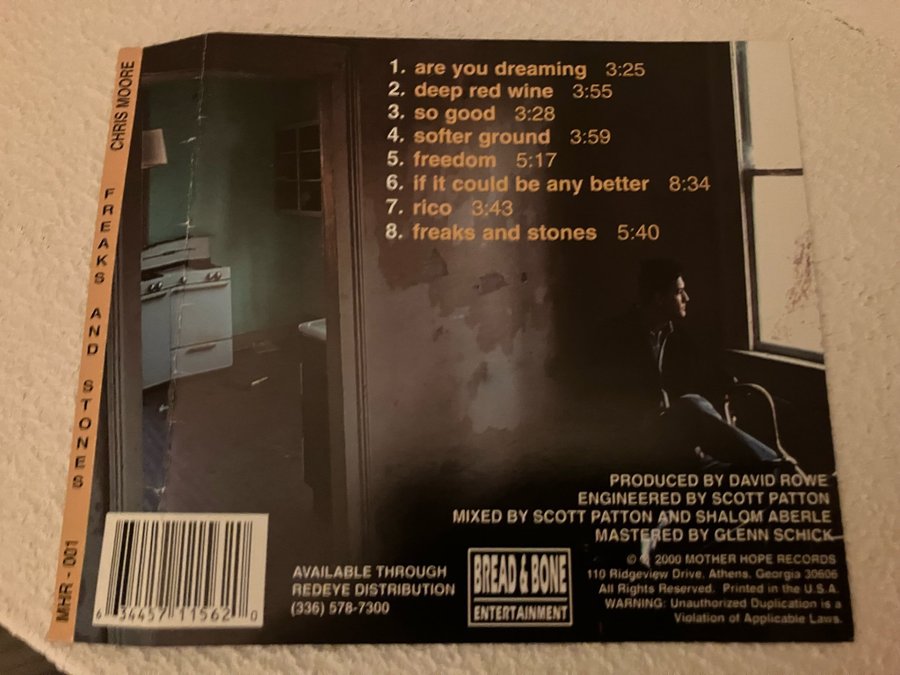 CHRIS MOORE FREAKS AND STONES MHR - 001
1. are you dreaming 3:25
2. deep red wine 3:55
3. so good 3:28
4. softer ground 3:59
5. freedom 5:17
6. if it could be any better 8:34
7. rico 3:43
8. freaks and stones 5:40
PRODUCED BY DAVID ROWE
ENGINEERED BY SCOTT PATTON
MIXED BY SCOTT PATTON AND SHALOM ABERLE
MASTERED BY GLENN SCHICK
6 34457 11562 0
AVAILABLE THROUGH
REDEYE DISTRIBUTION
(336) 578-7300
BREAD & BONE
ENTERTAINMENT
© ℗ 2000 MOTHER HOPE RECORDS
110 Ridgeview Drive, Athens, Georgia 30606
All Rights Reserved. Printed in the U.S.A.
WARNING: Unauthorized Duplication is a
Violation of Applicable Laws.